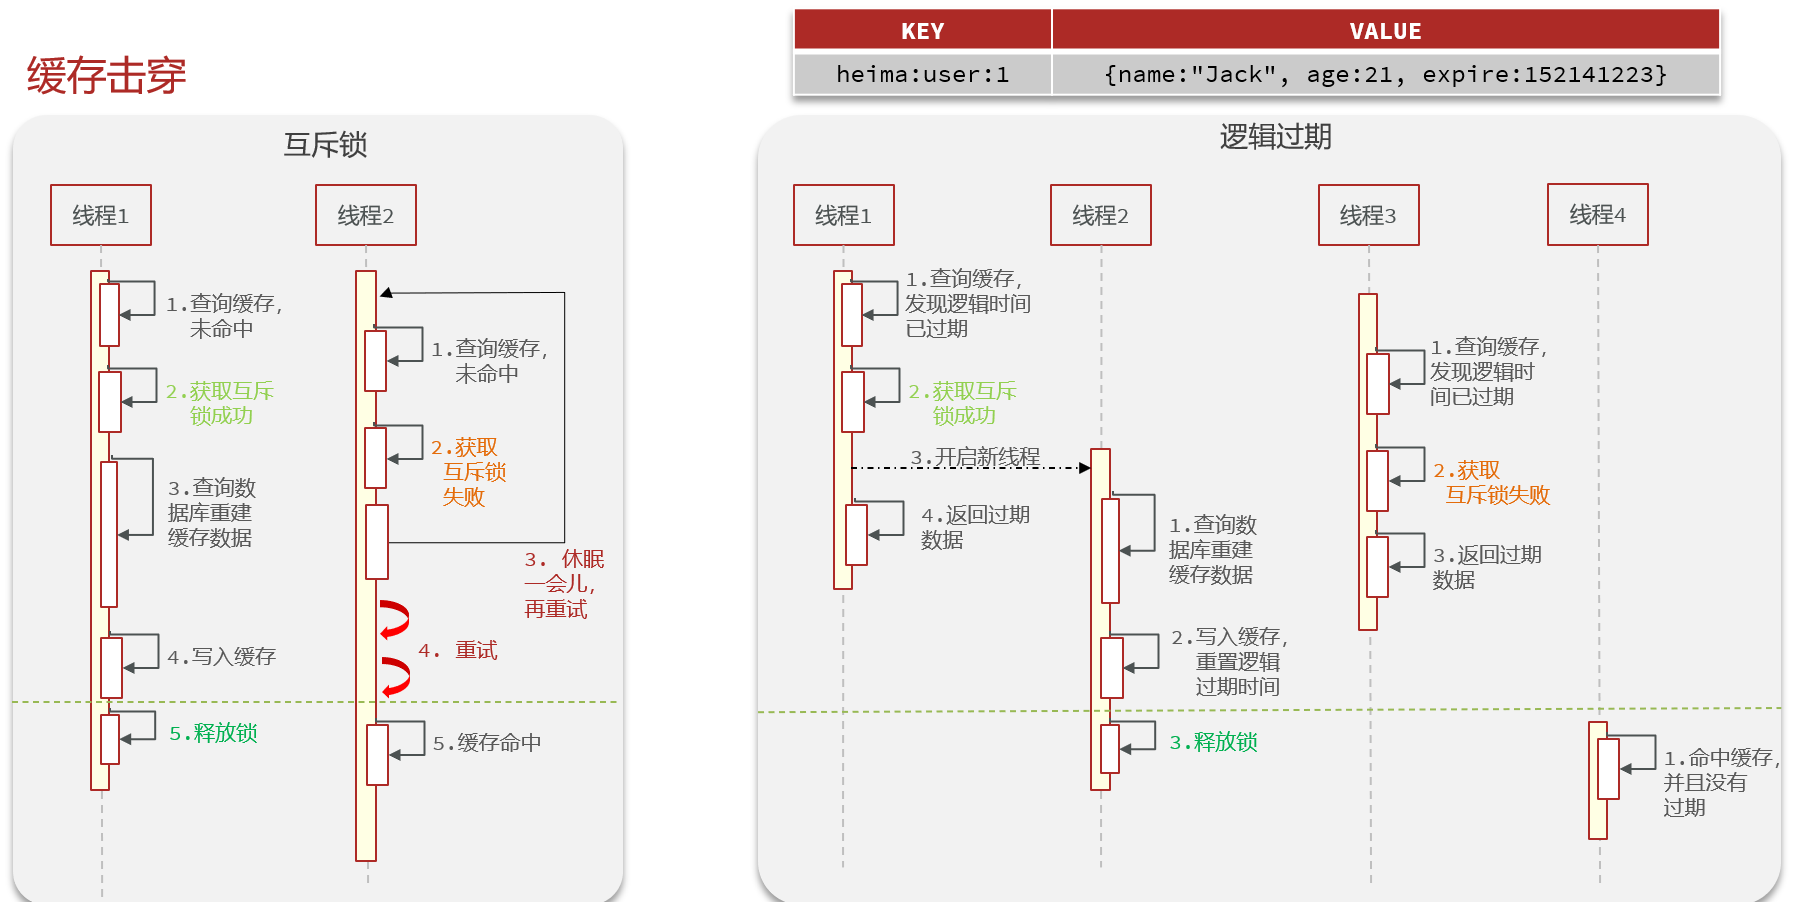 缓存击穿
KEY VALUE
heima:user:1 {name:"Jack", age:21, expire:152141223}
互斥锁
线程1
线程2
1.查询缓存,
未命中
2.获取互斥
锁成功
3.查询数
据库重建
缓存数据
4.写入缓存
5.释放锁
1.查询缓存,
未命中
2.获取
互斥锁
失败
3. 休眠
一会儿,
再重试
4. 重试
5.缓存命中
逻辑过期
线程1
线程2
线程3
线程4
1.查询缓存,
发现逻辑时间
已过期
2.获取互斥
锁成功
3.开启新线程
4.返回过期
数据
1.查询数
据库重建
缓存数据
2.写入缓存,
重置逻辑
过期时间
3.释放锁
1.查询缓存,
发现逻辑时
间已过期
2.获取
互斥锁失败
3.返回过期
数据
1.命中缓存,
并且没有
过期